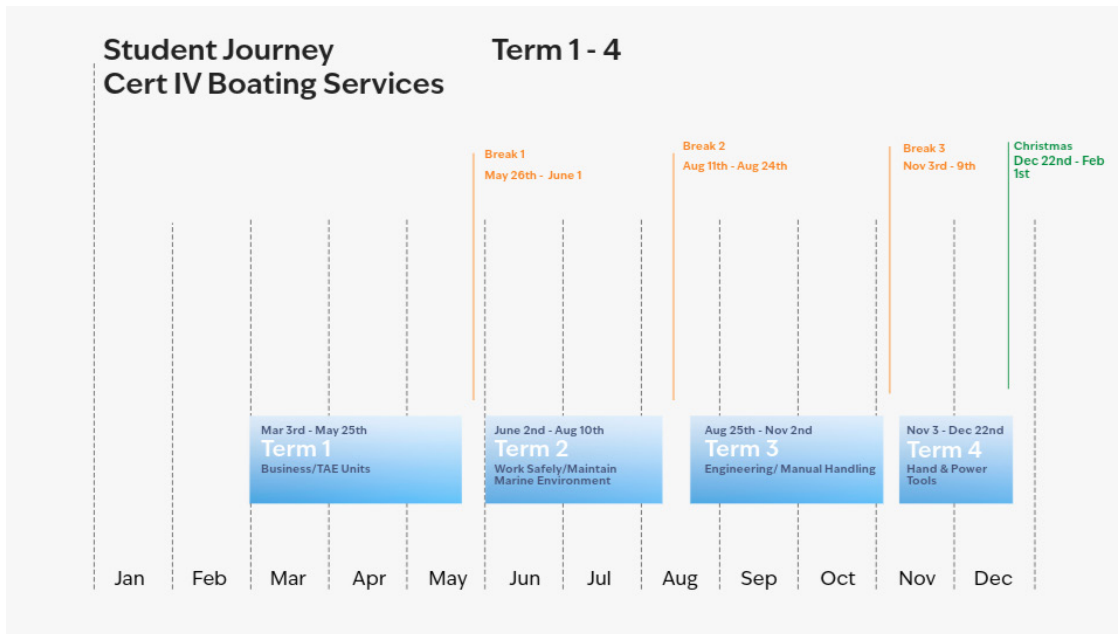 Student Journey
Cert IV Boating Services
Term 1 - 4
Break 1
May 26th - June 1
Break 2
Aug 11th - Aug 24th
Break 3
Nov 3rd - 9th
Christmas
Dec 22nd - Feb
1st
Mar 3rd - May 25th
Term 1
Business/TAE Units
June 2nd - Aug 10th
Term 2
Work Safely/Maintain
Marine Environment
Aug 25th - Nov 2nd
Term 3
Engineering/ Manual Handling
Nov 3 - Dec 22nd
Term 4
Hand & Power
Tools
Jan Feb Mar Apr May Jun Jul Aug Sep Oct Nov Dec